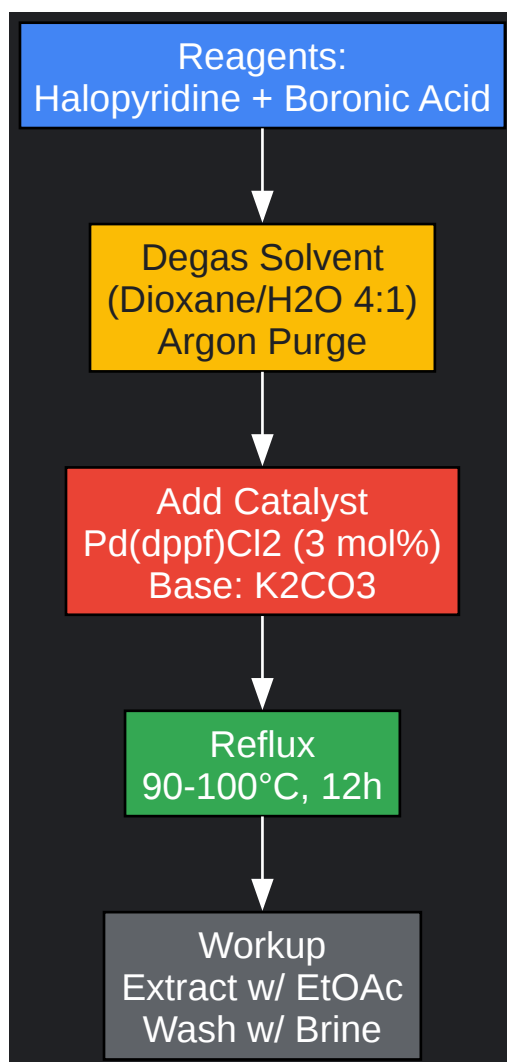 Reagents:
Halopyridine + Boronic Acid
Degas Solvent
(Dioxane/H2O 4:1)
Argon Purge
Add Catalyst
Pd(dppf)Cl2 (3 mol%)
Base: K2CO3
Reflux
90-100°C, 12h
Workup
Extract w/ EtOAc
Wash w/ Brine